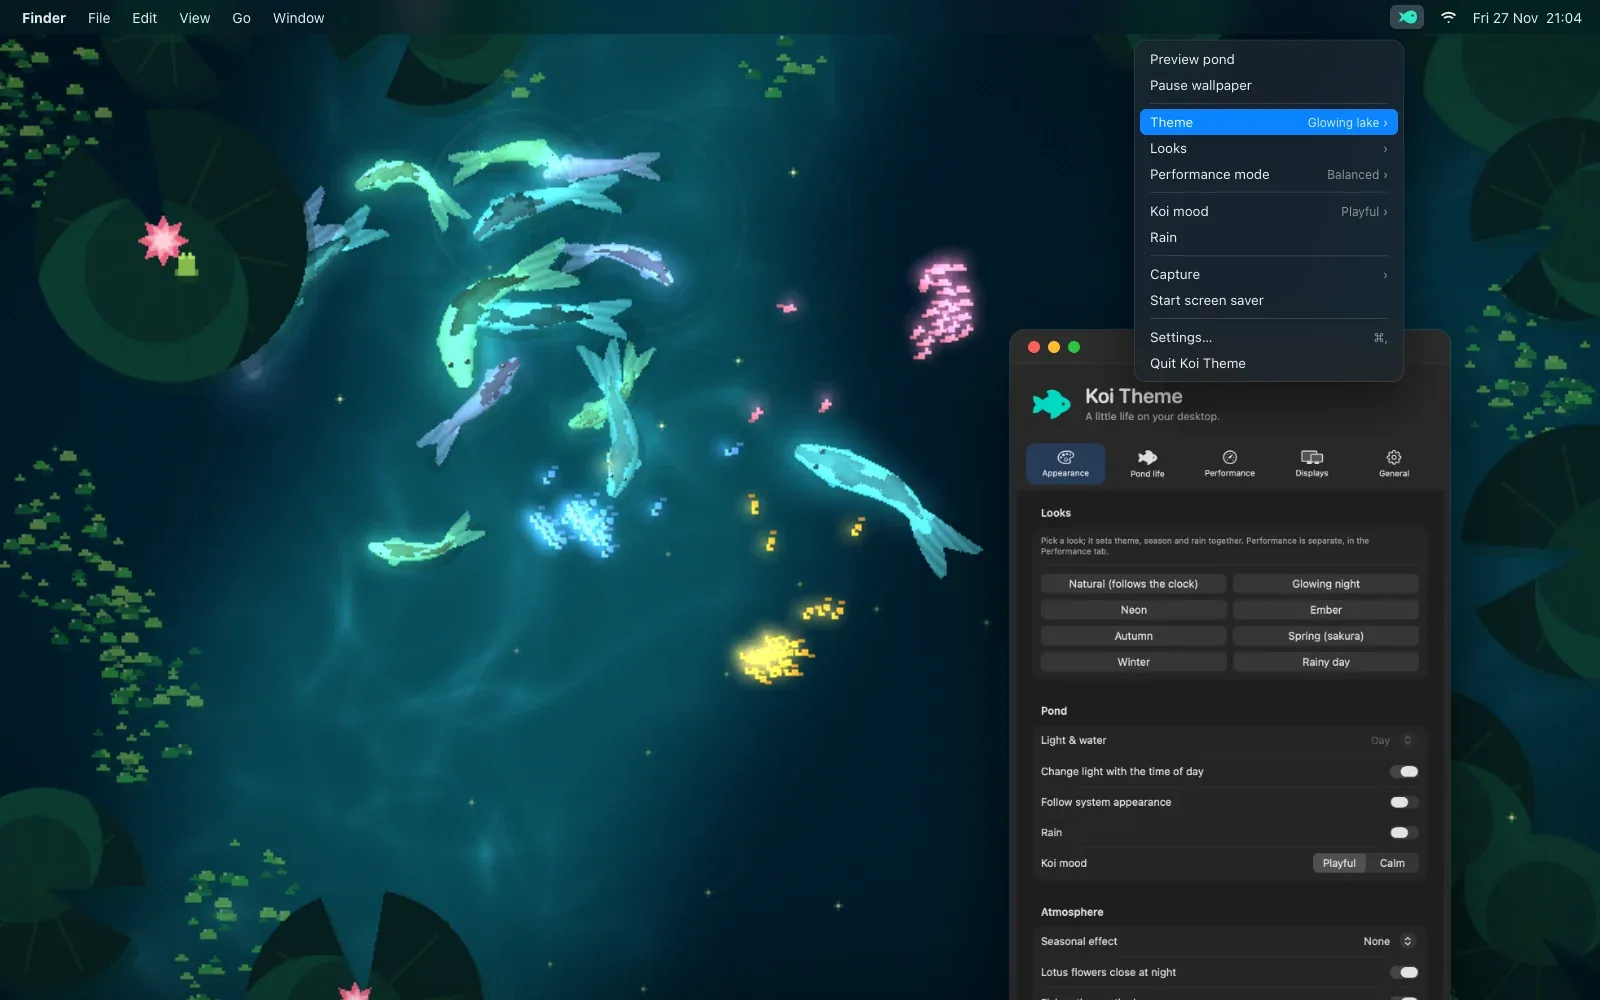 Finder File Edit View Go Window Fri 27 Nov 21:04
Preview pond
Pause wallpaper
Theme Glowing lake ›
Looks ›
Performance mode Balanced ›
Koi mood Playful ›
Rain
Capture ›
Start screen saver
Settings... ⌘,
Quit Koi Theme
Koi Theme
A little life on your desktop.
Appearance Pond life Performance Displays General
Looks
Pick a look; it sets theme, season and rain together. Performance is separate, in the
Performance tab.
Natural (follows the clock) Glowing night
Neon Ember
Autumn Spring (sakura)
Winter Rainy day
Pond
Light & water Day
Change light with the time of day
Follow system appearance
Rain
Koi mood Playful Calm
Atmosphere
Seasonal effect None
Lotus flowers close at night